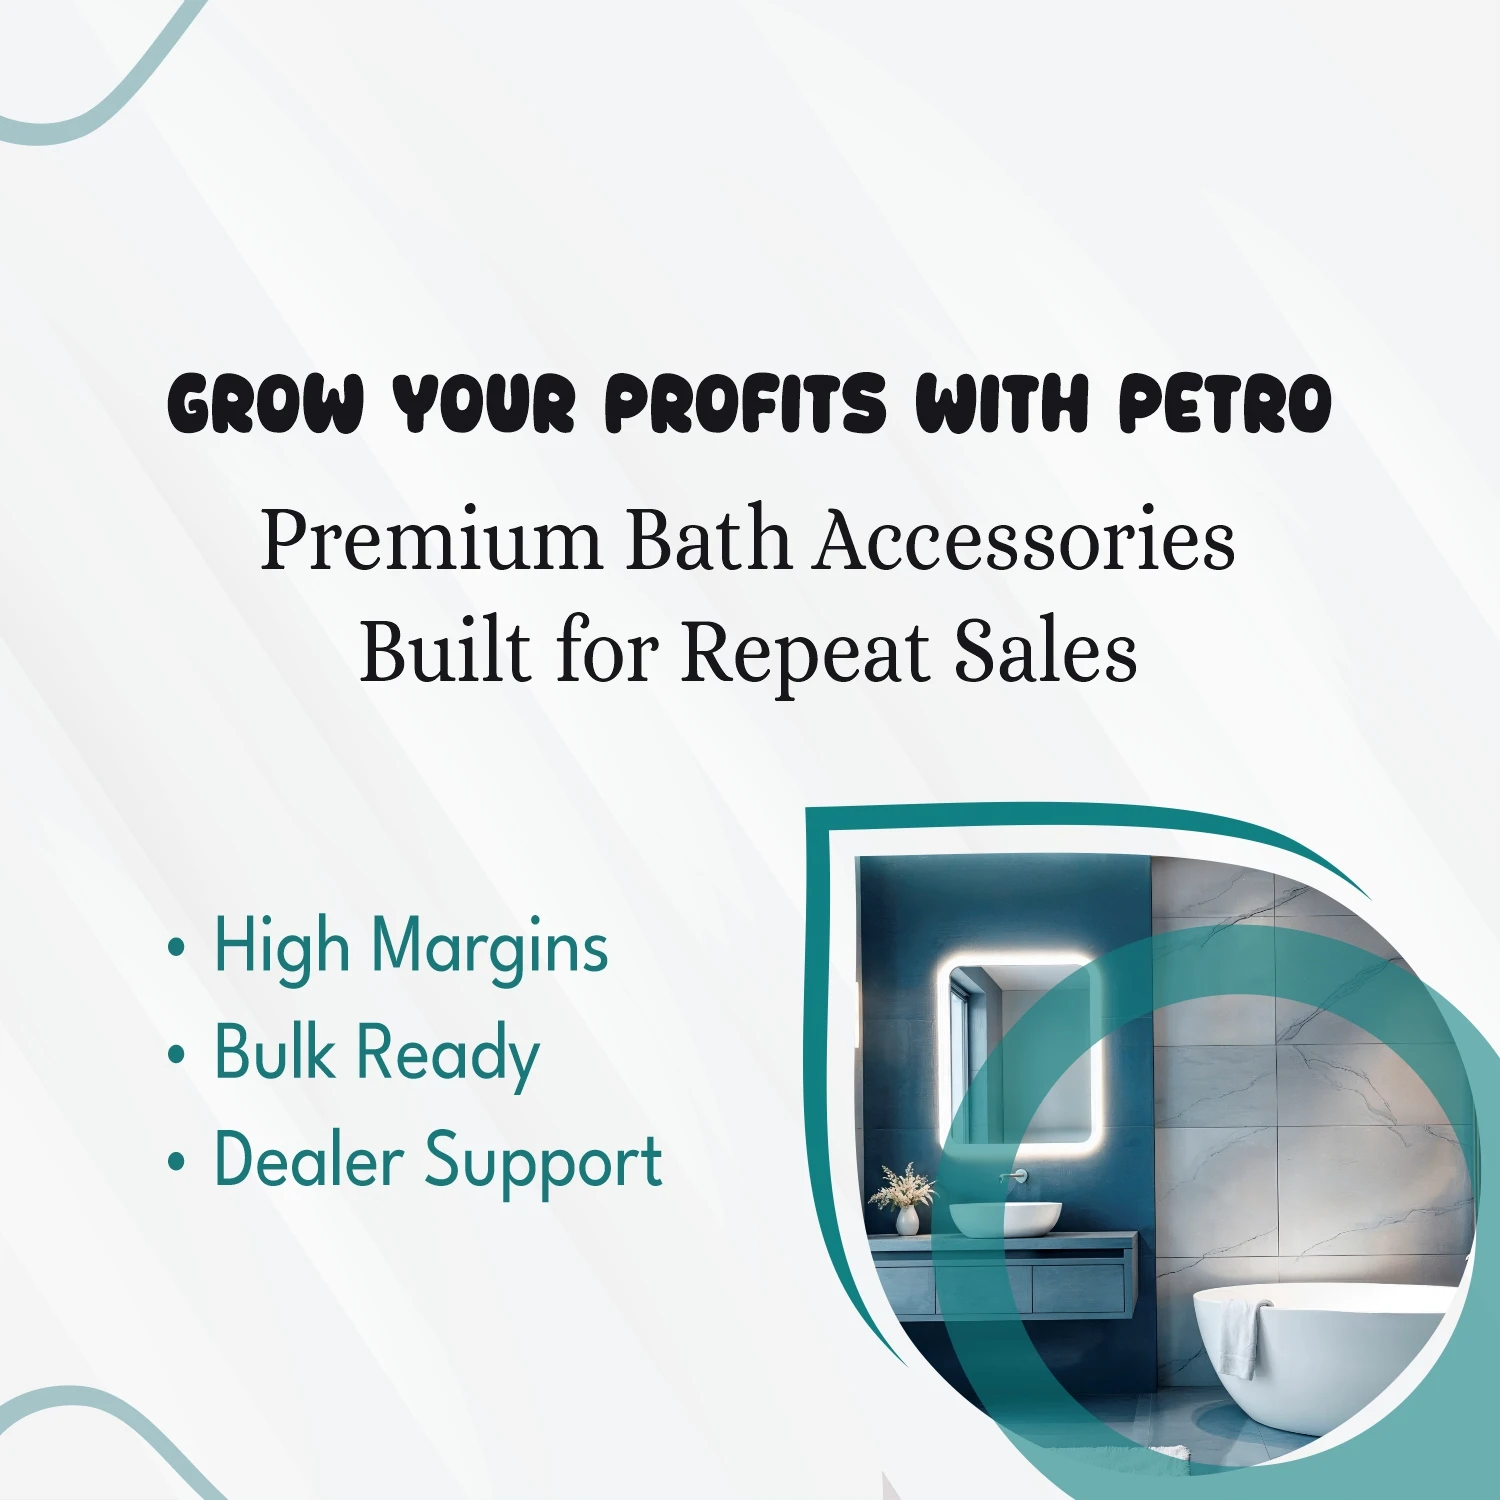 GROW YOUR PROFITS WITH PETRO
Premium Bath Accessories
Built for Repeat Sales
• High Margins
• Bulk Ready
• Dealer Support